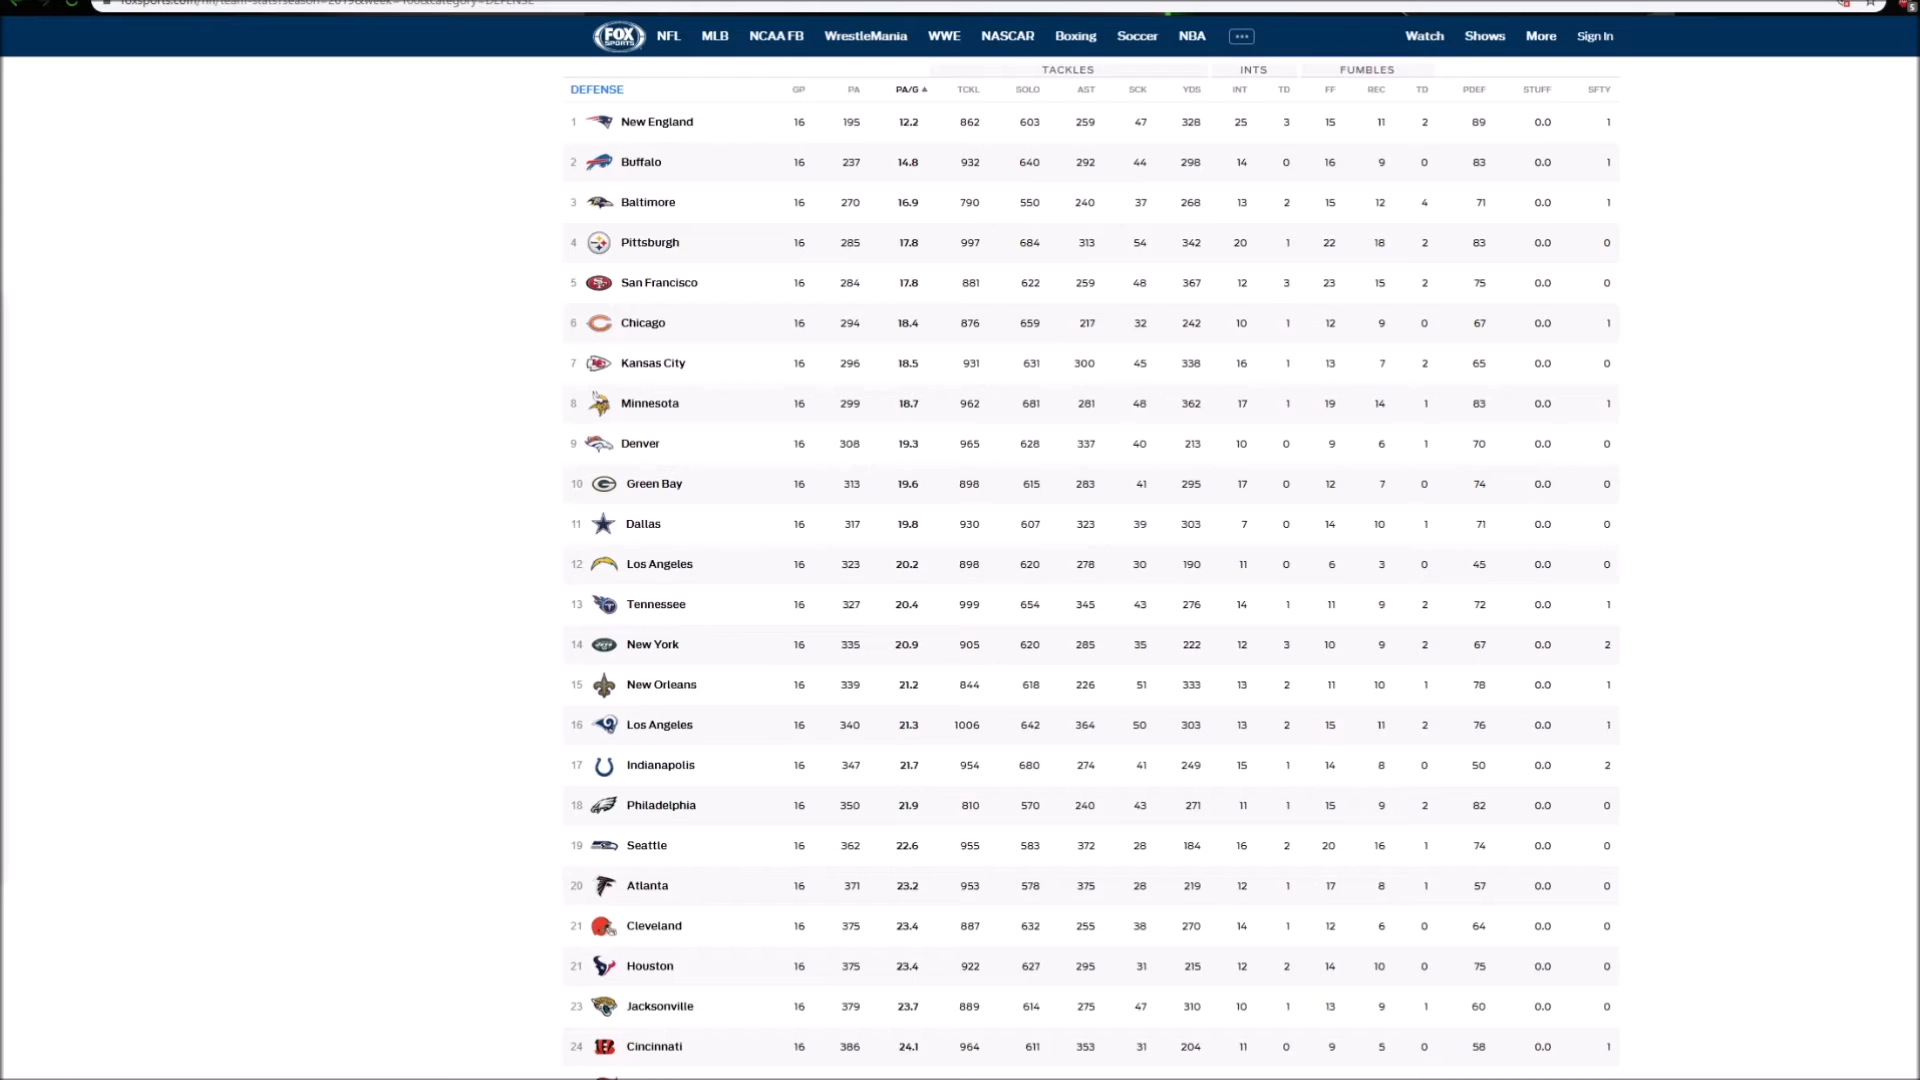 foxsports.com/nfl/team-stats?season=2019&week=100&category=DEFENSE
FOX SPORTS NFL MLB NCAA FB WrestleMania WWE NASCAR Boxing Soccer NBA ••• Watch Shows More Sign In
TACKLES INTS FUMBLES
DEFENSE GP PA PA/G ▲ TCKL SOLO AST SCK YDS INT TD FF REC TD PDEF STUFF SFTY
1 New England 16 195 12.2 862 603 259 47 328 25 3 15 11 2 89 0.0 1
2 Buffalo 16 237 14.8 932 640 292 44 298 14 0 16 9 0 83 0.0 1
3 Baltimore 16 270 16.9 790 550 240 37 268 13 2 15 12 4 71 0.0 1
4 Pittsburgh 16 285 17.8 997 684 313 54 342 20 1 22 18 2 83 0.0 0
5 San Francisco 16 284 17.8 881 622 259 48 367 12 3 23 15 2 75 0.0 0
6 Chicago 16 294 18.4 876 659 217 32 242 10 1 12 9 0 67 0.0 1
7 Kansas City 16 296 18.5 931 631 300 45 338 16 1 13 7 2 65 0.0 0
8 Minnesota 16 299 18.7 962 681 281 48 362 17 1 19 14 1 83 0.0 1
9 Denver 16 308 19.3 965 628 337 40 213 10 0 9 6 1 70 0.0 0
10 Green Bay 16 313 19.6 898 615 283 41 295 17 0 12 7 0 74 0.0 0
11 Dallas 16 317 19.8 930 607 323 39 303 7 0 14 10 1 71 0.0 0
12 Los Angeles 16 323 20.2 898 620 278 30 190 11 0 6 3 0 45 0.0 0
13 Tennessee 16 327 20.4 999 654 345 43 276 14 1 11 9 2 72 0.0 1
14 New York 16 335 20.9 905 620 285 35 222 12 3 10 9 2 67 0.0 2
15 New Orleans 16 339 21.2 844 618 226 51 333 13 2 11 10 1 78 0.0 1
16 Los Angeles 16 340 21.3 1006 642 364 50 303 13 2 15 11 2 76 0.0 1
17 Indianapolis 16 347 21.7 954 680 274 41 249 15 1 14 8 0 50 0.0 2
18 Philadelphia 16 350 21.9 810 570 240 43 271 11 1 15 9 2 82 0.0 0
19 Seattle 16 362 22.6 955 583 372 28 184 16 2 20 16 1 74 0.0 0
20 Atlanta 16 371 23.2 953 578 375 28 219 12 1 17 8 1 57 0.0 0
21 Cleveland 16 375 23.4 887 632 255 38 270 14 1 12 6 0 64 0.0 0
21 Houston 16 375 23.4 922 627 295 31 215 12 2 14 10 0 75 0.0 0
23 Jacksonville 16 379 23.7 889 614 275 47 310 10 1 13 9 1 60 0.0 0
24 Cincinnati 16 386 24.1 964 611 353 31 204 11 0 9 5 0 58 0.0 1